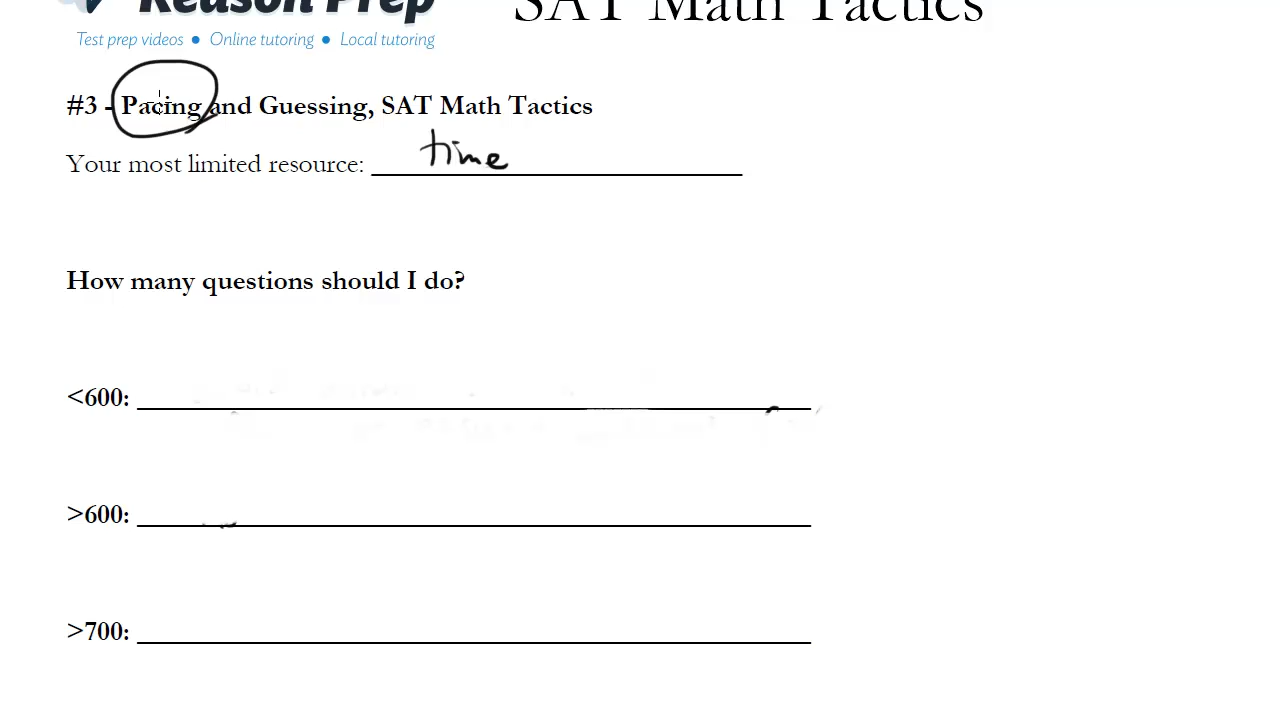 Reason Prep
SAT Math Tactics
Test prep videos ● Online tutoring ● Local tutoring
#3 - Pacing and Guessing, SAT Math Tactics
Your most limited resource: time
How many questions should I do?
<600:
>600:
>700: